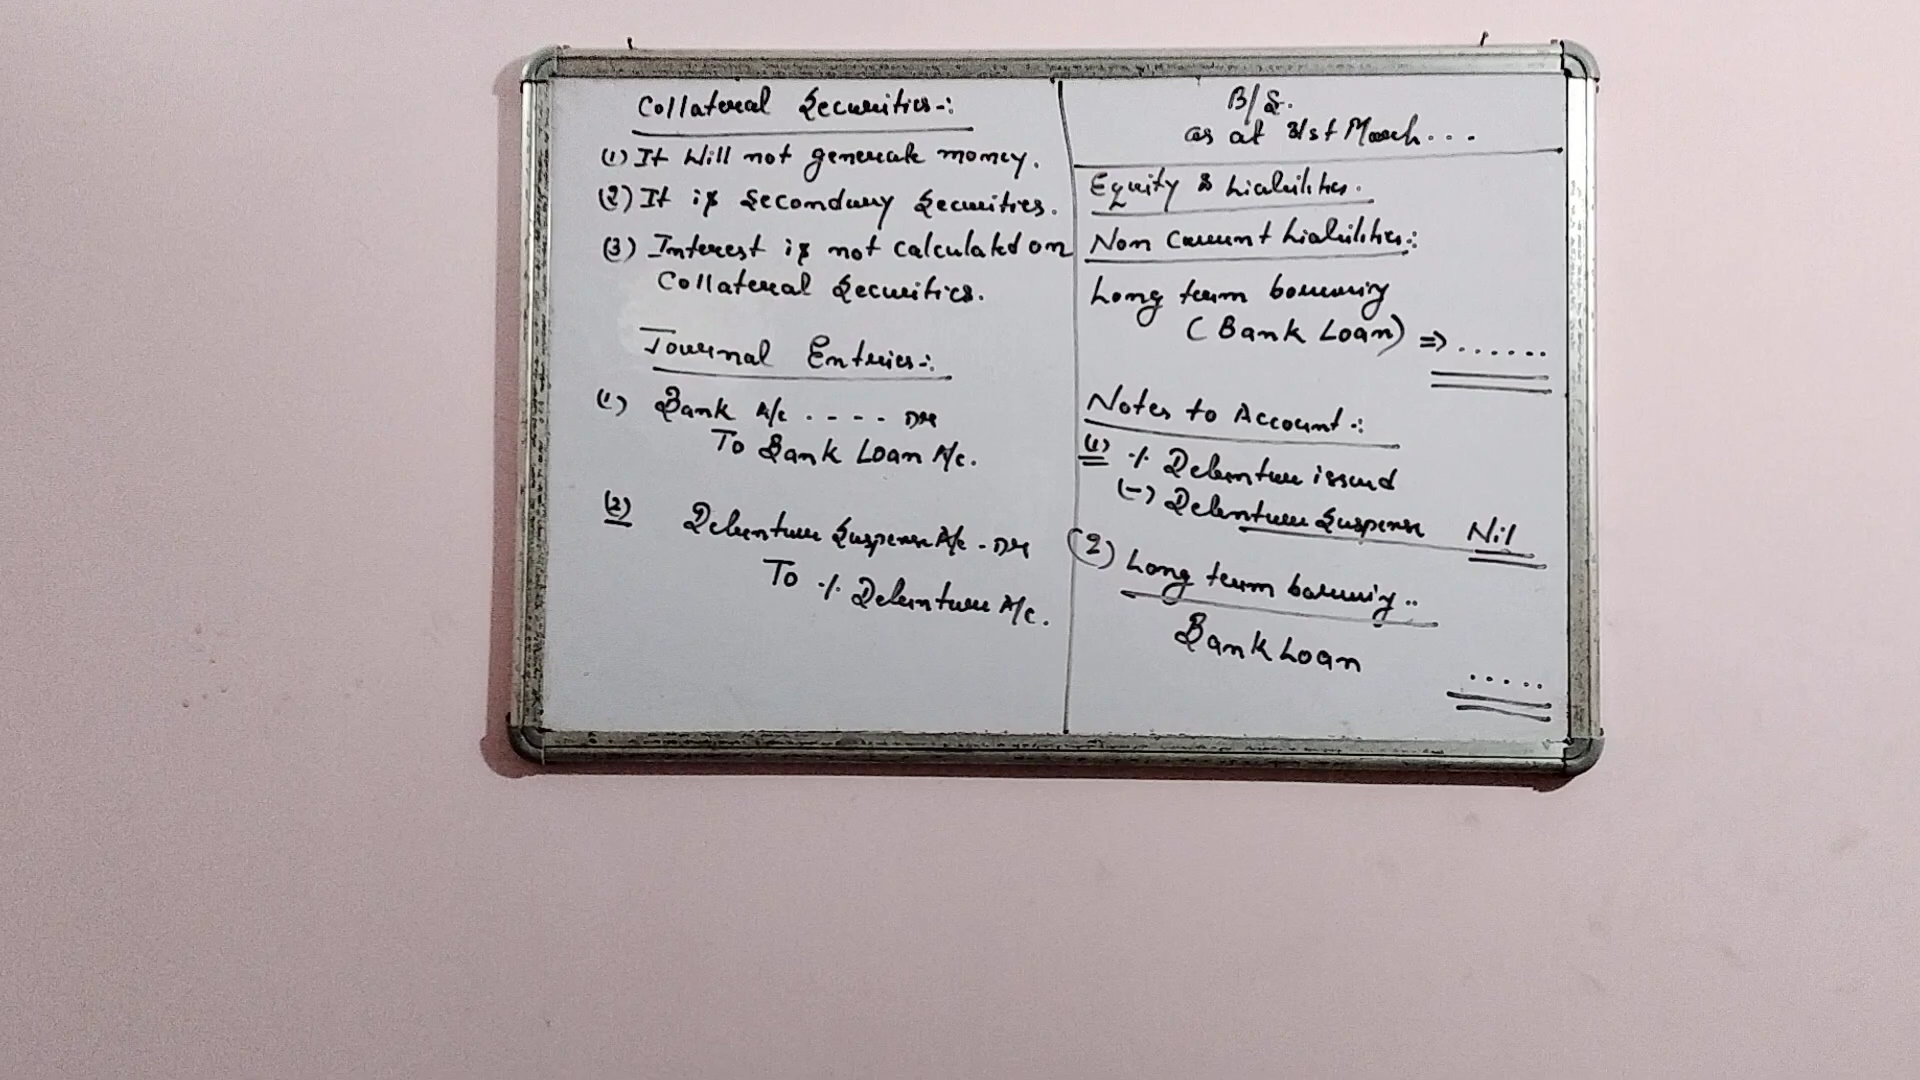 Collateral Securities-:
(1) It Will not generate money.
(2) It is Secondary Securities.
(3) Interest is not calculated on
Collateral Securities.
Journal Entries-:
(1) Bank A/c . - - - Dr
To Bank Loan A/c.
(2) Debenture Suspense A/c - Dr
To % Debenture A/c.
B/S.
as at 31st March...
Equity & Liabilities.
Non Current Liabilities:
Long term borrowing
(Bank Loan) => ......
Notes to Account-:
(1) % Debenture issued
(-) Debenture Suspense Nil
(2) Long term borrowing..
Bank Loan
.....